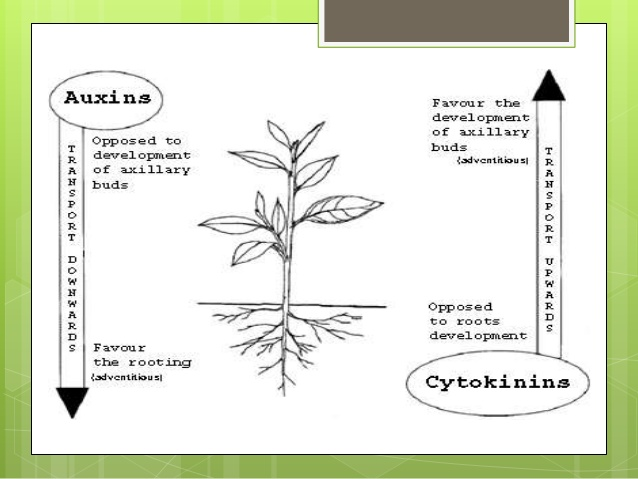 Auxins
Opposed to
development
of axillary
buds
TRANSPORT DOWNWARDS
Favour
the rooting
(adventitious)
Favour the
development
of axillary
buds
(adventitious)
TRANSPORT UPWARDS
Opposed
to roots
development
Cytokinins